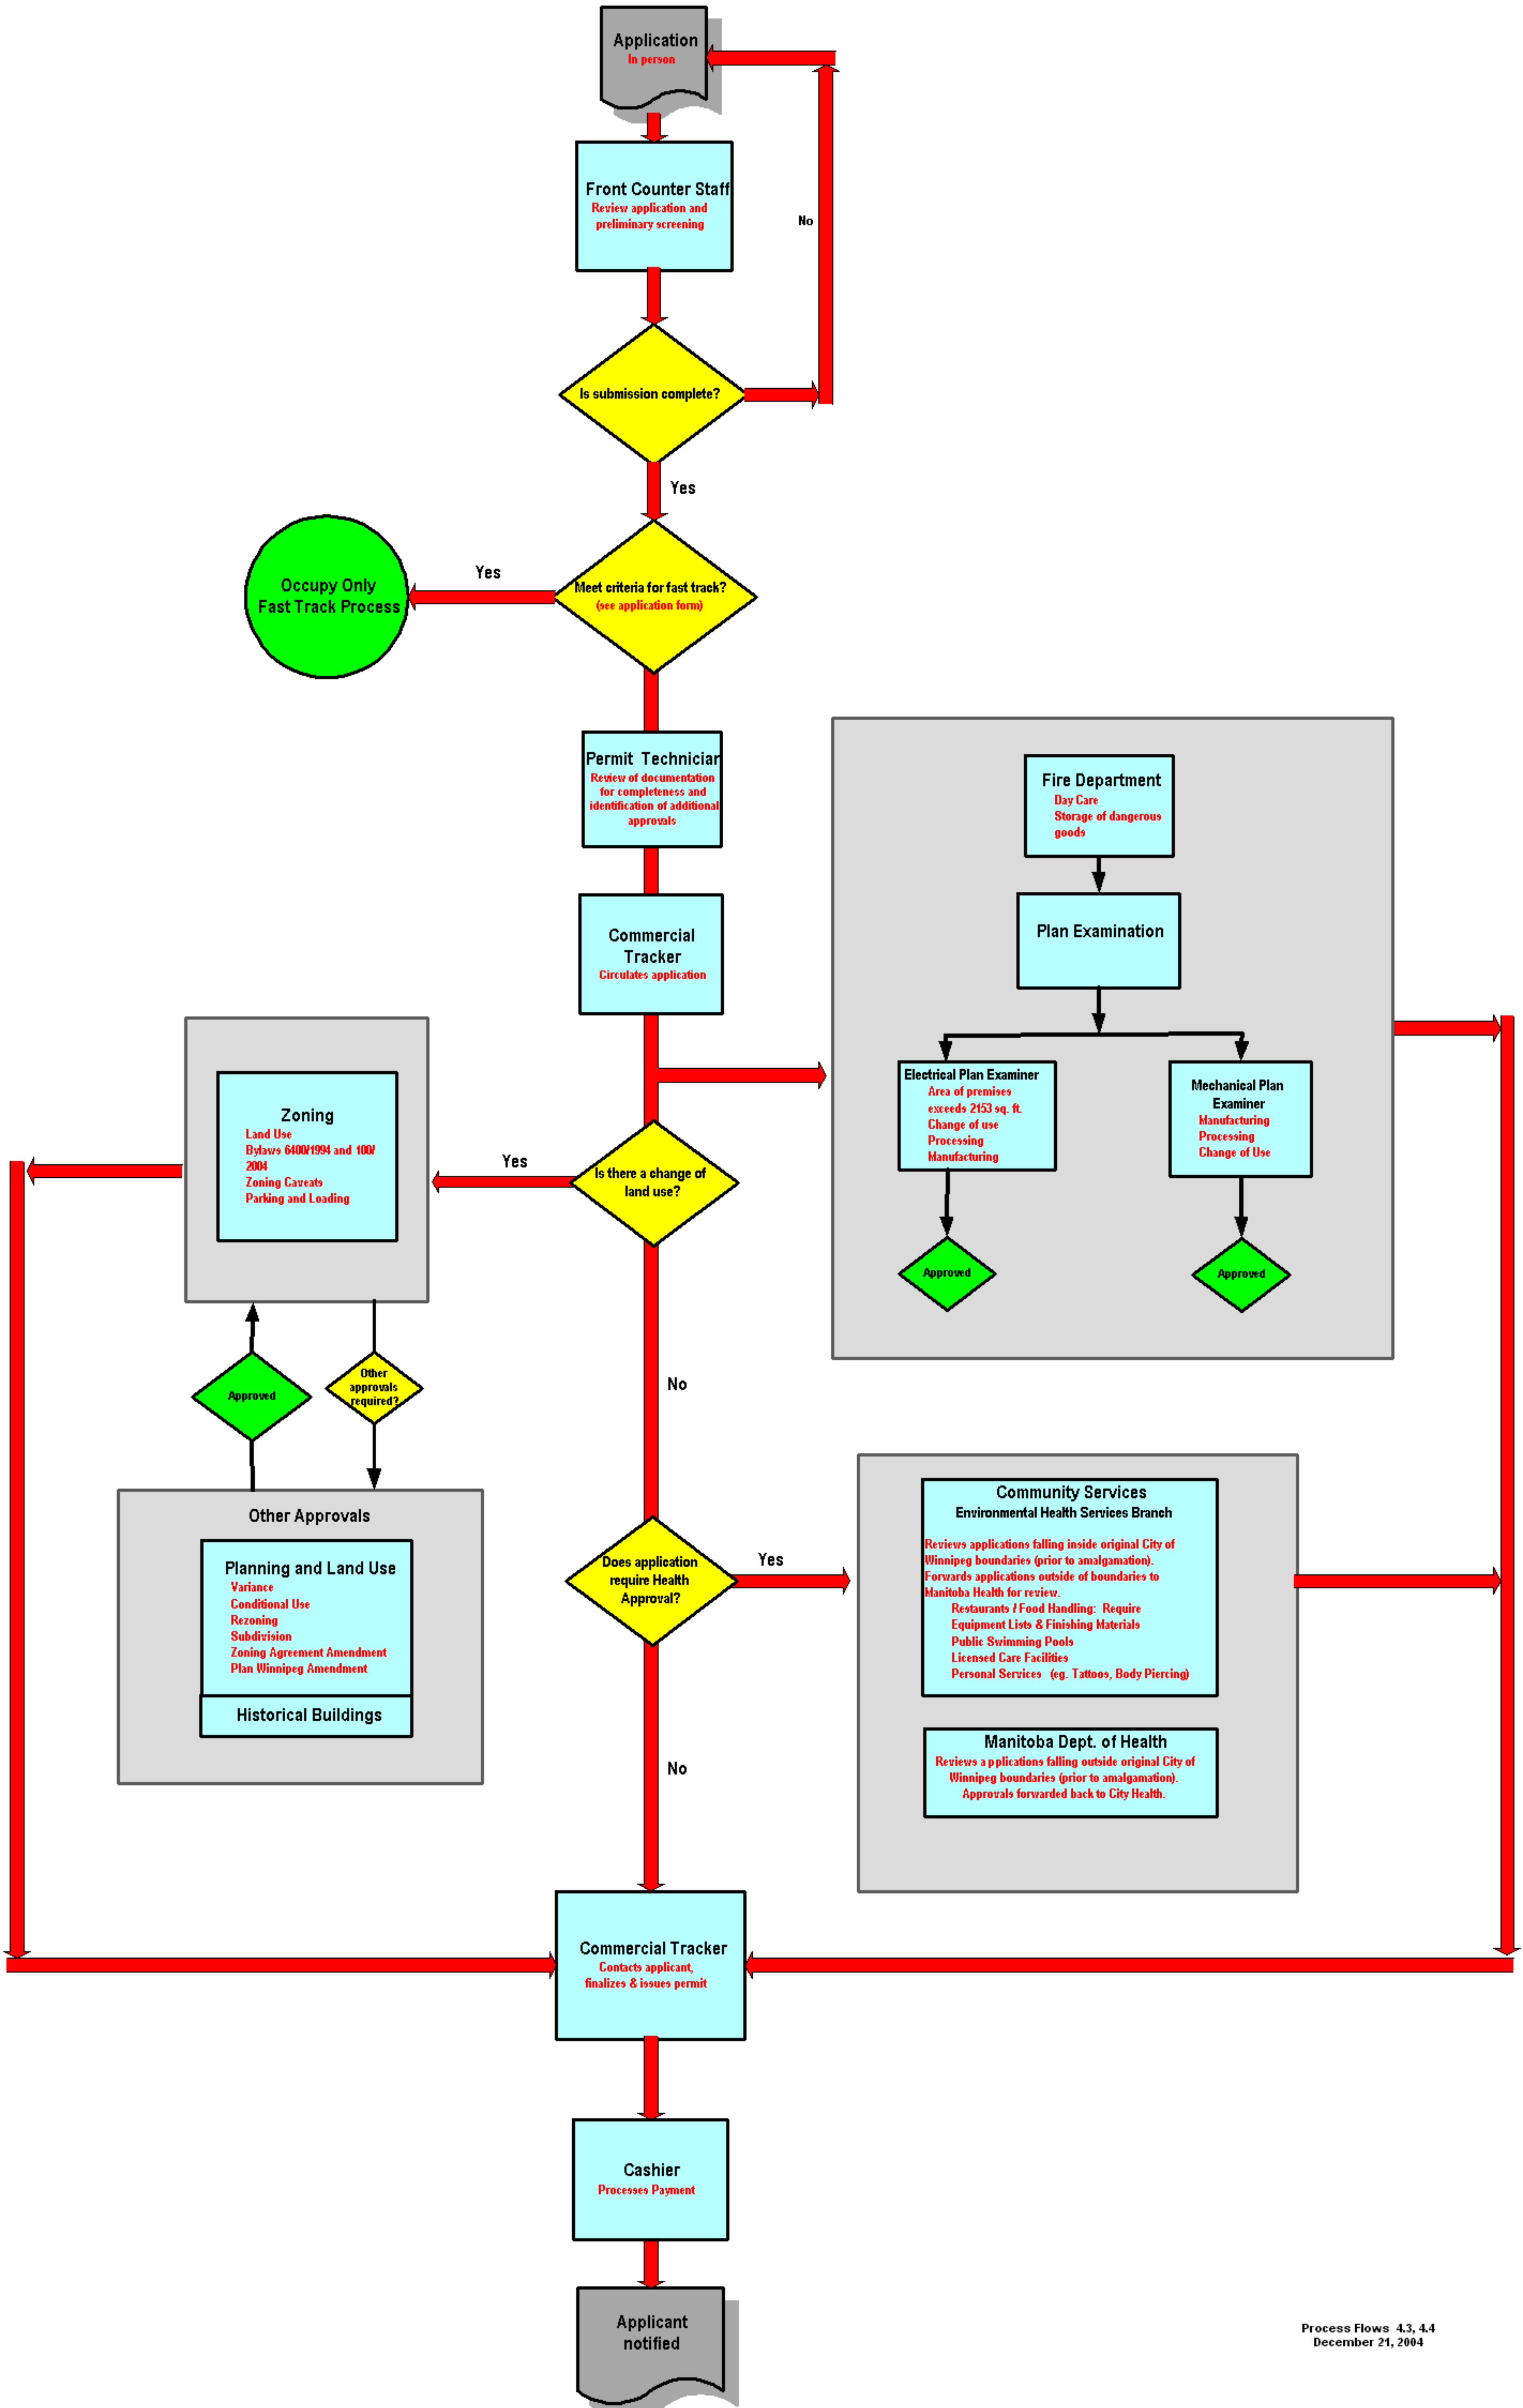 Application
In person
Front Counter Staff
Review application and
preliminary screening
No
Is submission complete?
Yes
Occupy Only
Fast Track Process
Yes
Meet criteria for fast track?
(see application form)
Permit Technician
Review of documentation
for completeness and
identification of additional
approvals
Commercial
Tracker
Circulates application
Fire Department
Day Care
Storage of dangerous
goods
Plan Examination
Electrical Plan Examiner
Area of premises
exceeds 2153 sq. ft.
Change of use
Processing
Manufacturing
Mechanical Plan
Examiner
Manufacturing
Processing
Change of Use
Approved
Approved
Zoning
Land Use
Bylaws 6400/1994 and 100/
2004
Zoning Caveats
Parking and Loading
Yes
Is there a change of
land use?
Approved
Other
approvals
required?
No
Other Approvals
Planning and Land Use
Variance
Conditional Use
Rezoning
Subdivision
Zoning Agreement Amendment
Plan Winnipeg Amendment
Historical Buildings
Does application
require Health
Approval?
Yes
Community Services
Environmental Health Services Branch
Reviews applications falling inside original City of
Winnipeg boundaries (prior to amalgamation).
Forwards applications outside of boundaries to
Manitoba Health for review.
Restaurants / Food Handling: Require
Equipment Lists & Finishing Materials
Public Swimming Pools
Licensed Care Facilities
Personal Services (eg. Tattoos, Body Piercing)
Manitoba Dept. of Health
Reviews a pplications falling outside original City of
Winnipeg boundaries (prior to amalgamation).
Approvals forwarded back to City Health.
No
Commercial Tracker
Contacts applicant,
finalizes & issues permit
Cashier
Processes Payment
Applicant
notified
Process Flows 4.3, 4.4
December 21, 2004